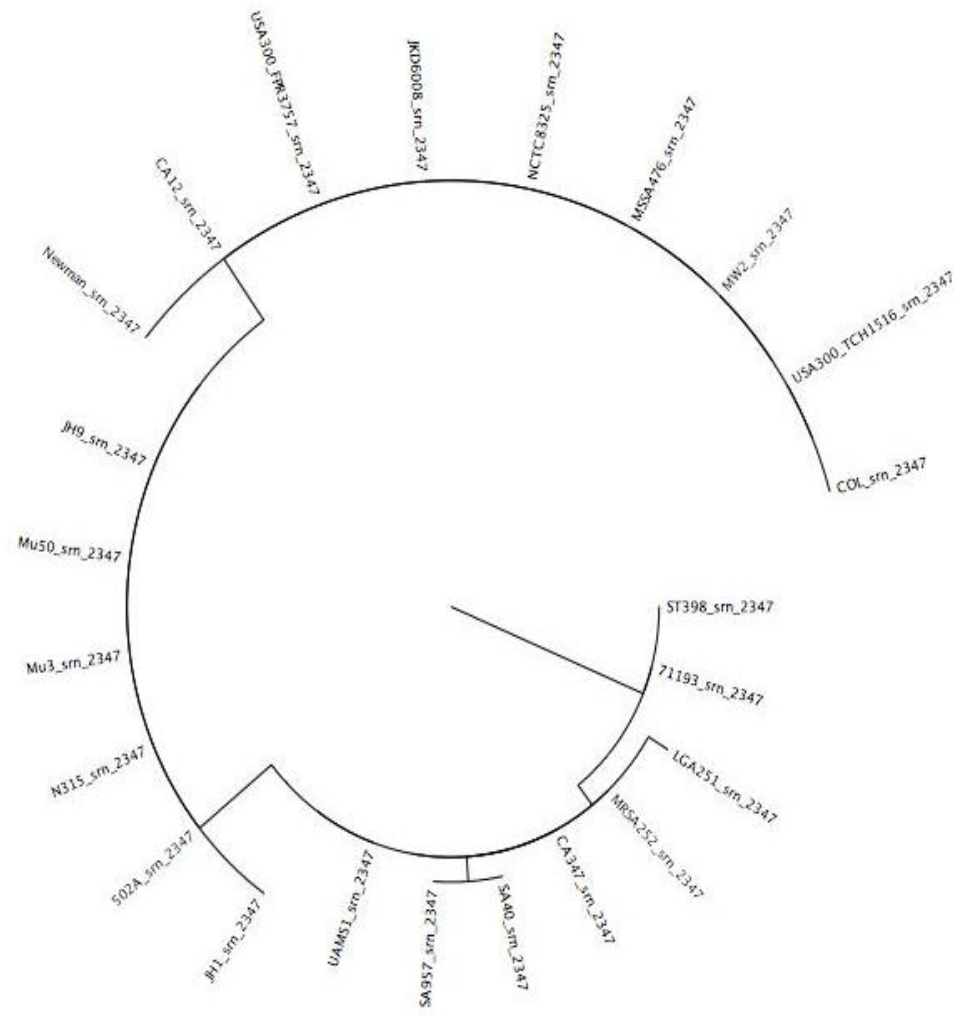 USA300_FPR3757_srn_2347
JKD6008_srn_2347
NCTC8325_srn_2347
MSSA476_srn_2347
MW2_srn_2347
USA300_TCH1516_srn_2347
COL_srn_2347
ST398_srn_2347
71193_srn_2347
LGA251_srn_2347
MRSA252_srn_2347
CA347_srn_2347
SA40_srn_2347
SA957_srn_2347
UAMS1_srn_2347
JH1_srn_2347
502A_srn_2347
N315_srn_2347
Mu3_srn_2347
Mu50_srn_2347
JH9_srn_2347
Newman_srn_2347
CA12_srn_2347